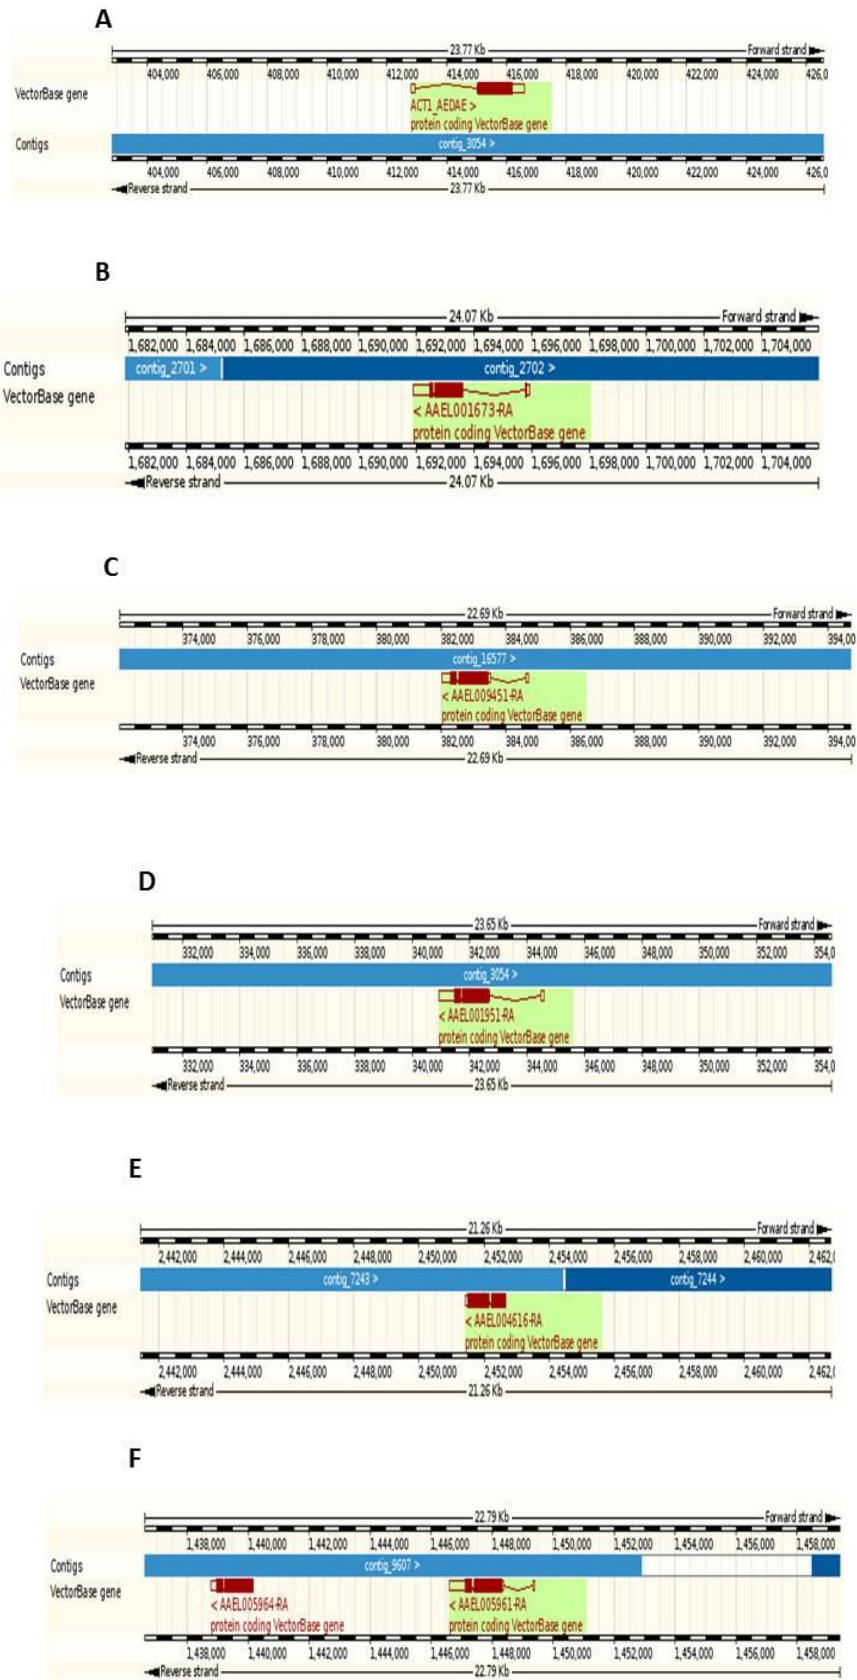 A
23.77 Kb Forward strand
404,000 406,000 408,000 410,000 412,000 414,000 416,000 418,000 420,000 422,000 424,000 426,0
VectorBase gene
ACT1_AEDAE >
protein coding VectorBase gene
Contigs contig_3054 >
404,000 406,000 408,000 410,000 412,000 414,000 416,000 418,000 420,000 422,000 424,000 426,0
Reverse strand 23.77 Kb
B
24.07 Kb Forward strand
1,682,000 1,684,000 1,686,000 1,688,000 1,690,000 1,692,000 1,694,000 1,696,000 1,698,000 1,700,000 1,702,000 1,704,000
Contigs contig_2701 > contig_2702 >
VectorBase gene
< AAEL001673-RA
protein coding VectorBase gene
1,682,000 1,684,000 1,686,000 1,688,000 1,690,000 1,692,000 1,694,000 1,696,000 1,698,000 1,700,000 1,702,000 1,704,000
Reverse strand 24.07 Kb
C
22.69 Kb Forward strand
374,000 376,000 378,000 380,000 382,000 384,000 386,000 388,000 390,000 392,000 394,00
Contigs contig_16577 >
VectorBase gene
< AAEL009451-RA
protein coding VectorBase gene
374,000 376,000 378,000 380,000 382,000 384,000 386,000 388,000 390,000 392,000 394,00
Reverse strand 22.69 Kb
D
23.65 Kb Forward strand
332,000 334,000 336,000 338,000 340,000 342,000 344,000 346,000 348,000 350,000 352,000 354,0
Contigs contig_3054 >
VectorBase gene
< AAEL001951-RA
protein coding VectorBase gene
332,000 334,000 336,000 338,000 340,000 342,000 344,000 346,000 348,000 350,000 352,000 354,0
Reverse strand 23.65 Kb
E
21.26 Kb Forward strand
2,442,000 2,444,000 2,446,000 2,448,000 2,450,000 2,452,000 2,454,000 2,456,000 2,458,000 2,460,000 2,462,
Contigs contig_7243 > contig_7244 >
VectorBase gene
< AAEL004616-RA
protein coding VectorBase gene
2,442,000 2,444,000 2,446,000 2,448,000 2,450,000 2,452,000 2,454,000 2,456,000 2,458,000 2,460,000 2,462,
Reverse strand 21.26 Kb
F
22.79 Kb Forward strand
1,438,000 1,440,000 1,442,000 1,444,000 1,446,000 1,448,000 1,450,000 1,452,000 1,454,000 1,456,000 1,458,000
Contigs contig_9607 >
VectorBase gene
< AAEL005964-RA < AAEL005961-RA
protein coding VectorBase gene protein coding VectorBase gene
1,438,000 1,440,000 1,442,000 1,444,000 1,446,000 1,448,000 1,450,000 1,452,000 1,454,000 1,456,000 1,458,000
Reverse strand 22.79 Kb